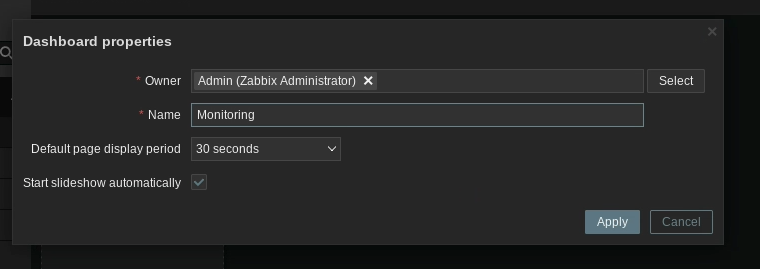 Dashboard properties
* Owner Admin (Zabbix Administrator) Select
* Name Monitoring
Default page display period 30 seconds
Start slideshow automatically
Apply Cancel